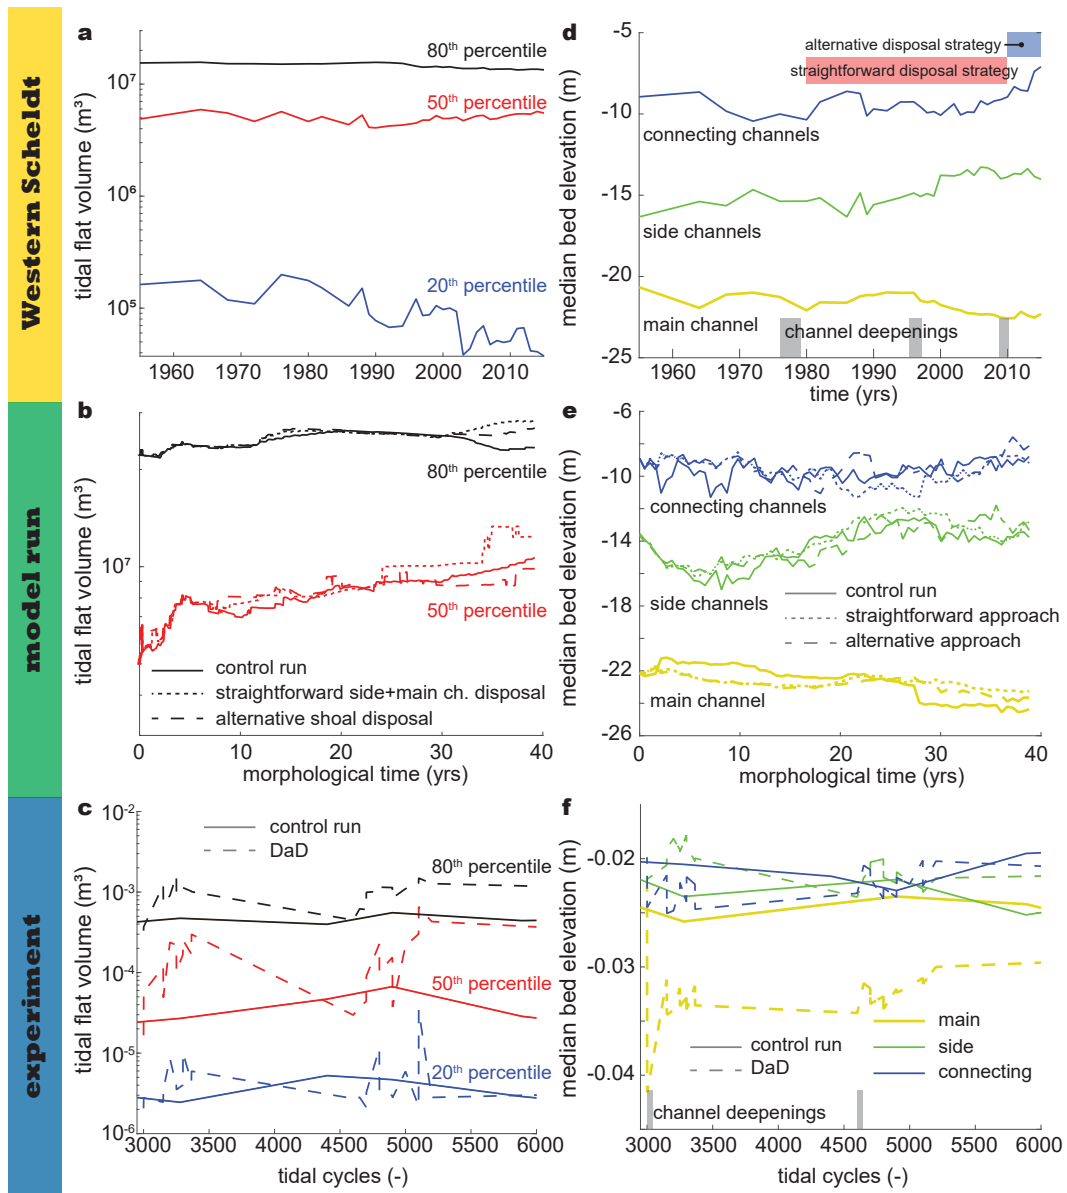 Western Scheldt
a
tidal flat volume (m³)
10⁷
10⁶
10⁵
80th percentile
50th percentile
20th percentile
1960 1970 1980 1990 2000 2010
d
median bed elevation (m)
-5
-10
-15
-20
-25
alternative disposal strategy
straightforward disposal strategy
connecting channels
side channels
main channel
channel deepenings
1960 1970 1980 1990 2000 2010
time (yrs)
model run
b
tidal flat volume (m³)
10⁷
80th percentile
50th percentile
control run
straightforward side+main ch. disposal
alternative shoal disposal
0 10 20 30 40
morphological time (yrs)
e
median bed elevation (m)
-6
-10
-14
-18
-22
-26
connecting channels
side channels
control run
straightforward approach
alternative approach
main channel
0 10 20 30 40
morphological time (yrs)
experiment
c
tidal flat volume (m³)
10⁻²
10⁻³
10⁻⁴
10⁻⁵
10⁻⁶
control run
DaD
80th percentile
50th percentile
20th percentile
3000 3500 4000 4500 5000 5500 6000
tidal cycles (-)
f
median bed elevation (m)
-0.02
-0.03
-0.04
control run
DaD
main
side
connecting
channel deepenings
3000 3500 4000 4500 5000 5500 6000
tidal cycles (-)